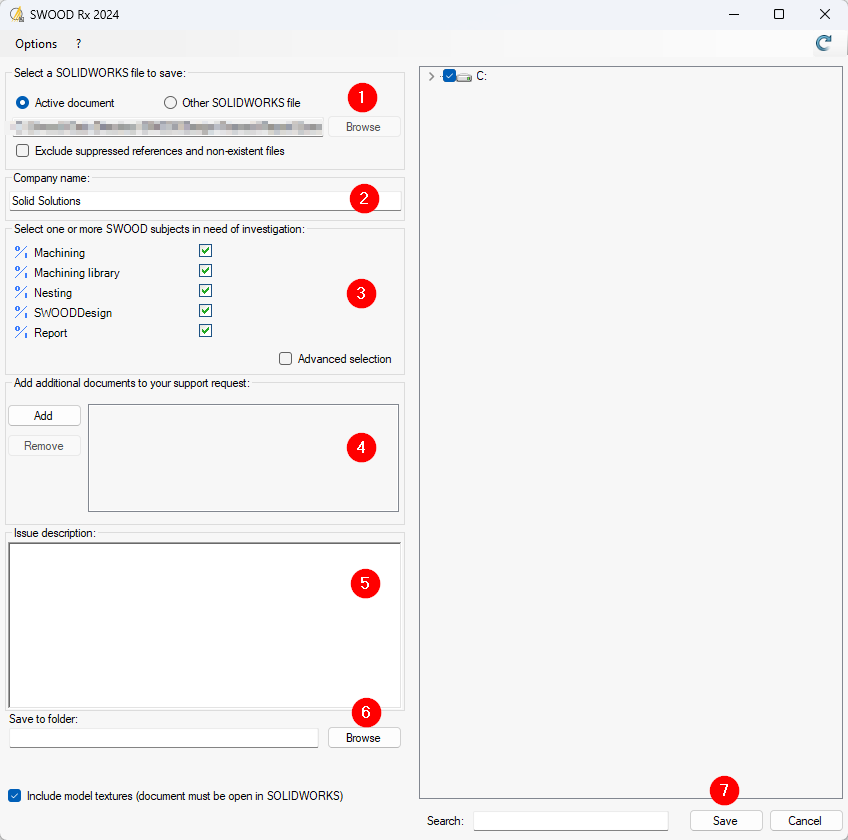 SWOOD Rx 2024
Options ?
Select a SOLIDWORKS file to save:
Active document Other SOLIDWORKS file
1
Browse
Exclude suppressed references and non-existent files
Company name:
Solid Solutions
2
Select one or more SWOOD subjects in need of investigation:
Machining
Machining library
Nesting
SWOODDesign
Report
3
Advanced selection
Add additional documents to your support request:
Add
Remove
4
Issue description:
5
Save to folder:
6
Browse
Include model textures (document must be open in SOLIDWORKS)
C:
7
Search: Save Cancel